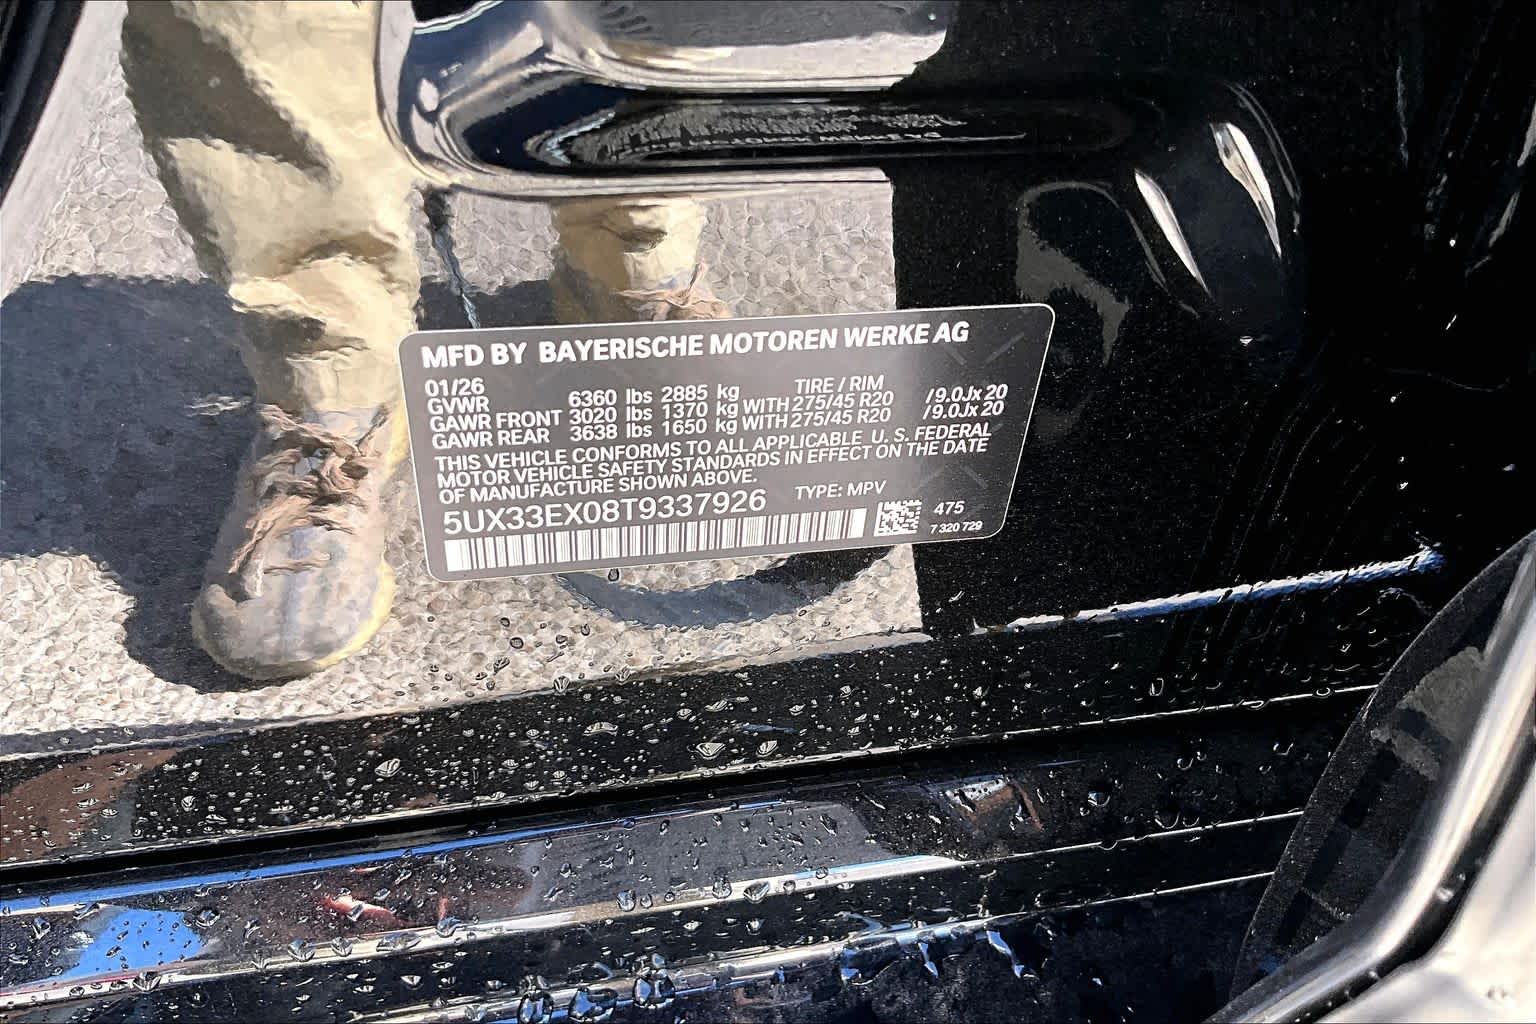 MFD BY BAYERISCHE MOTOREN WERKE AG
01/26 TIRE / RIM
GVWR 6360 lbs 2885 kg
GAWR FRONT 3020 lbs 1370 kg WITH 275/45 R20 /9.0Jx 20
GAWR REAR 3638 lbs 1650 kg WITH 275/45 R20 /9.0Jx 20
THIS VEHICLE CONFORMS TO ALL APPLICABLE U. S. FEDERAL
MOTOR VEHICLE SAFETY STANDARDS IN EFFECT ON THE DATE
OF MANUFACTURE SHOWN ABOVE.
5UX33EX08T9337926 TYPE: MPV
475
7 320 729